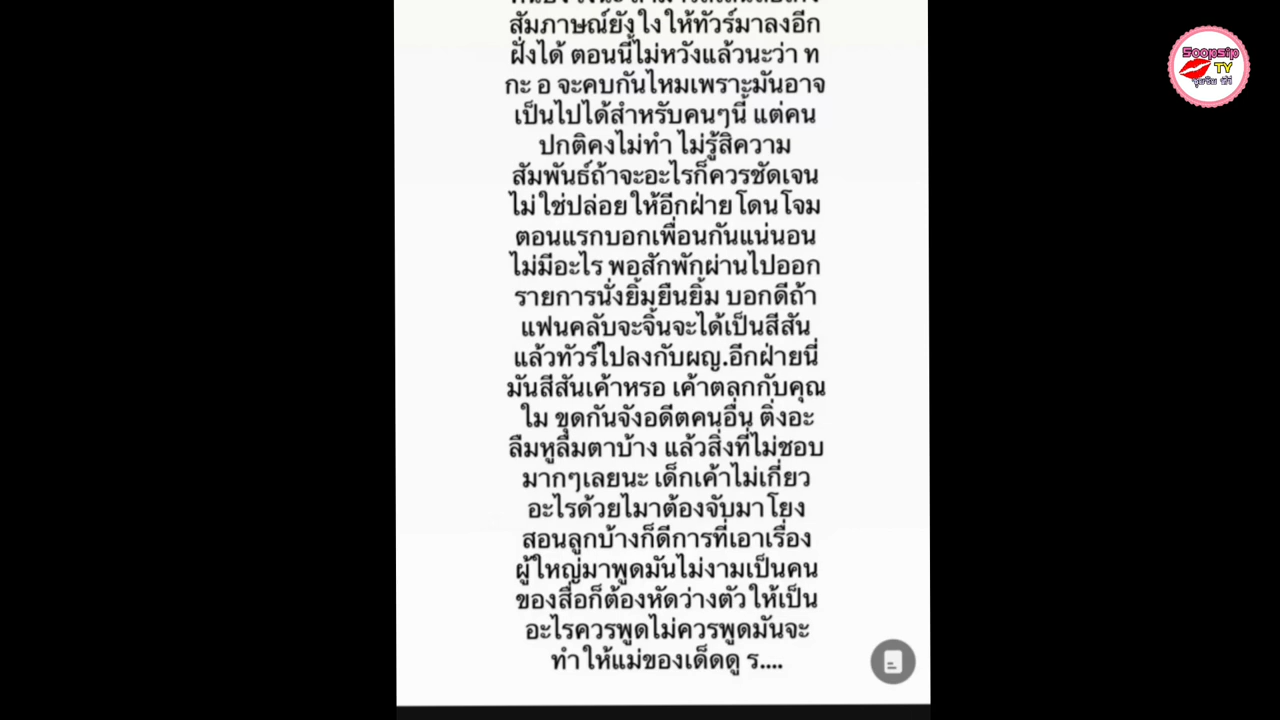 สัมภาษณ์ยังไงให้ทัวร์มาลงอีก
ฝั่งได้ ตอนนี้ไม่หวังแล้วนะว่า ท
กะ อ จะคบกันไหมเพราะมันอาจ
เป็นไปได้สำหรับคนๆนี้ แต่คน
ปกติคงไม่ทำ ไม่รู้สิความ
สัมพันธ์ถ้าจะอะไรก็ควรชัดเจน
ไม่ใช่ปล่อยให้อีกฝ่ายโดนโจม
ตอนแรกบอกเพื่อนกันแน่นอน
ไม่มีอะไร พอสักพักผ่านไปออก
รายการนั่งยิ้มยืนยิ้ม บอกดีถ้า
แฟนคลับจะจิ้นจะได้เป็นสีสัน
แล้วทัวร์ไปลงกับผญ.อีกฝ่ายนี่
มันสีสันเค้าหรอ เค้าตลกกับคุณ
ใม ขุดกันจังอดีตคนอื่น ติ่งอะ
ลืมหูลืมตาบ้าง แล้วสิ่งที่ไม่ชอบ
มากๆเลยนะ เด็กเค้าไม่เกี่ยว
อะไรด้วยไมาต้องจับมาโยง
สอนลูกบ้างก็ดีการที่เอาเรื่อง
ผู้ใหญ่มาพูดมันไม่งามเป็นคน
ของสื่อก็ต้องหัดว่างตัวให้เป็น
อะไรควรพูดไม่ควรพูดมันจะ
ทำให้แม่ของเด็ดดู ร....
Soopsip
TY
ซุบซิบ ทีวี